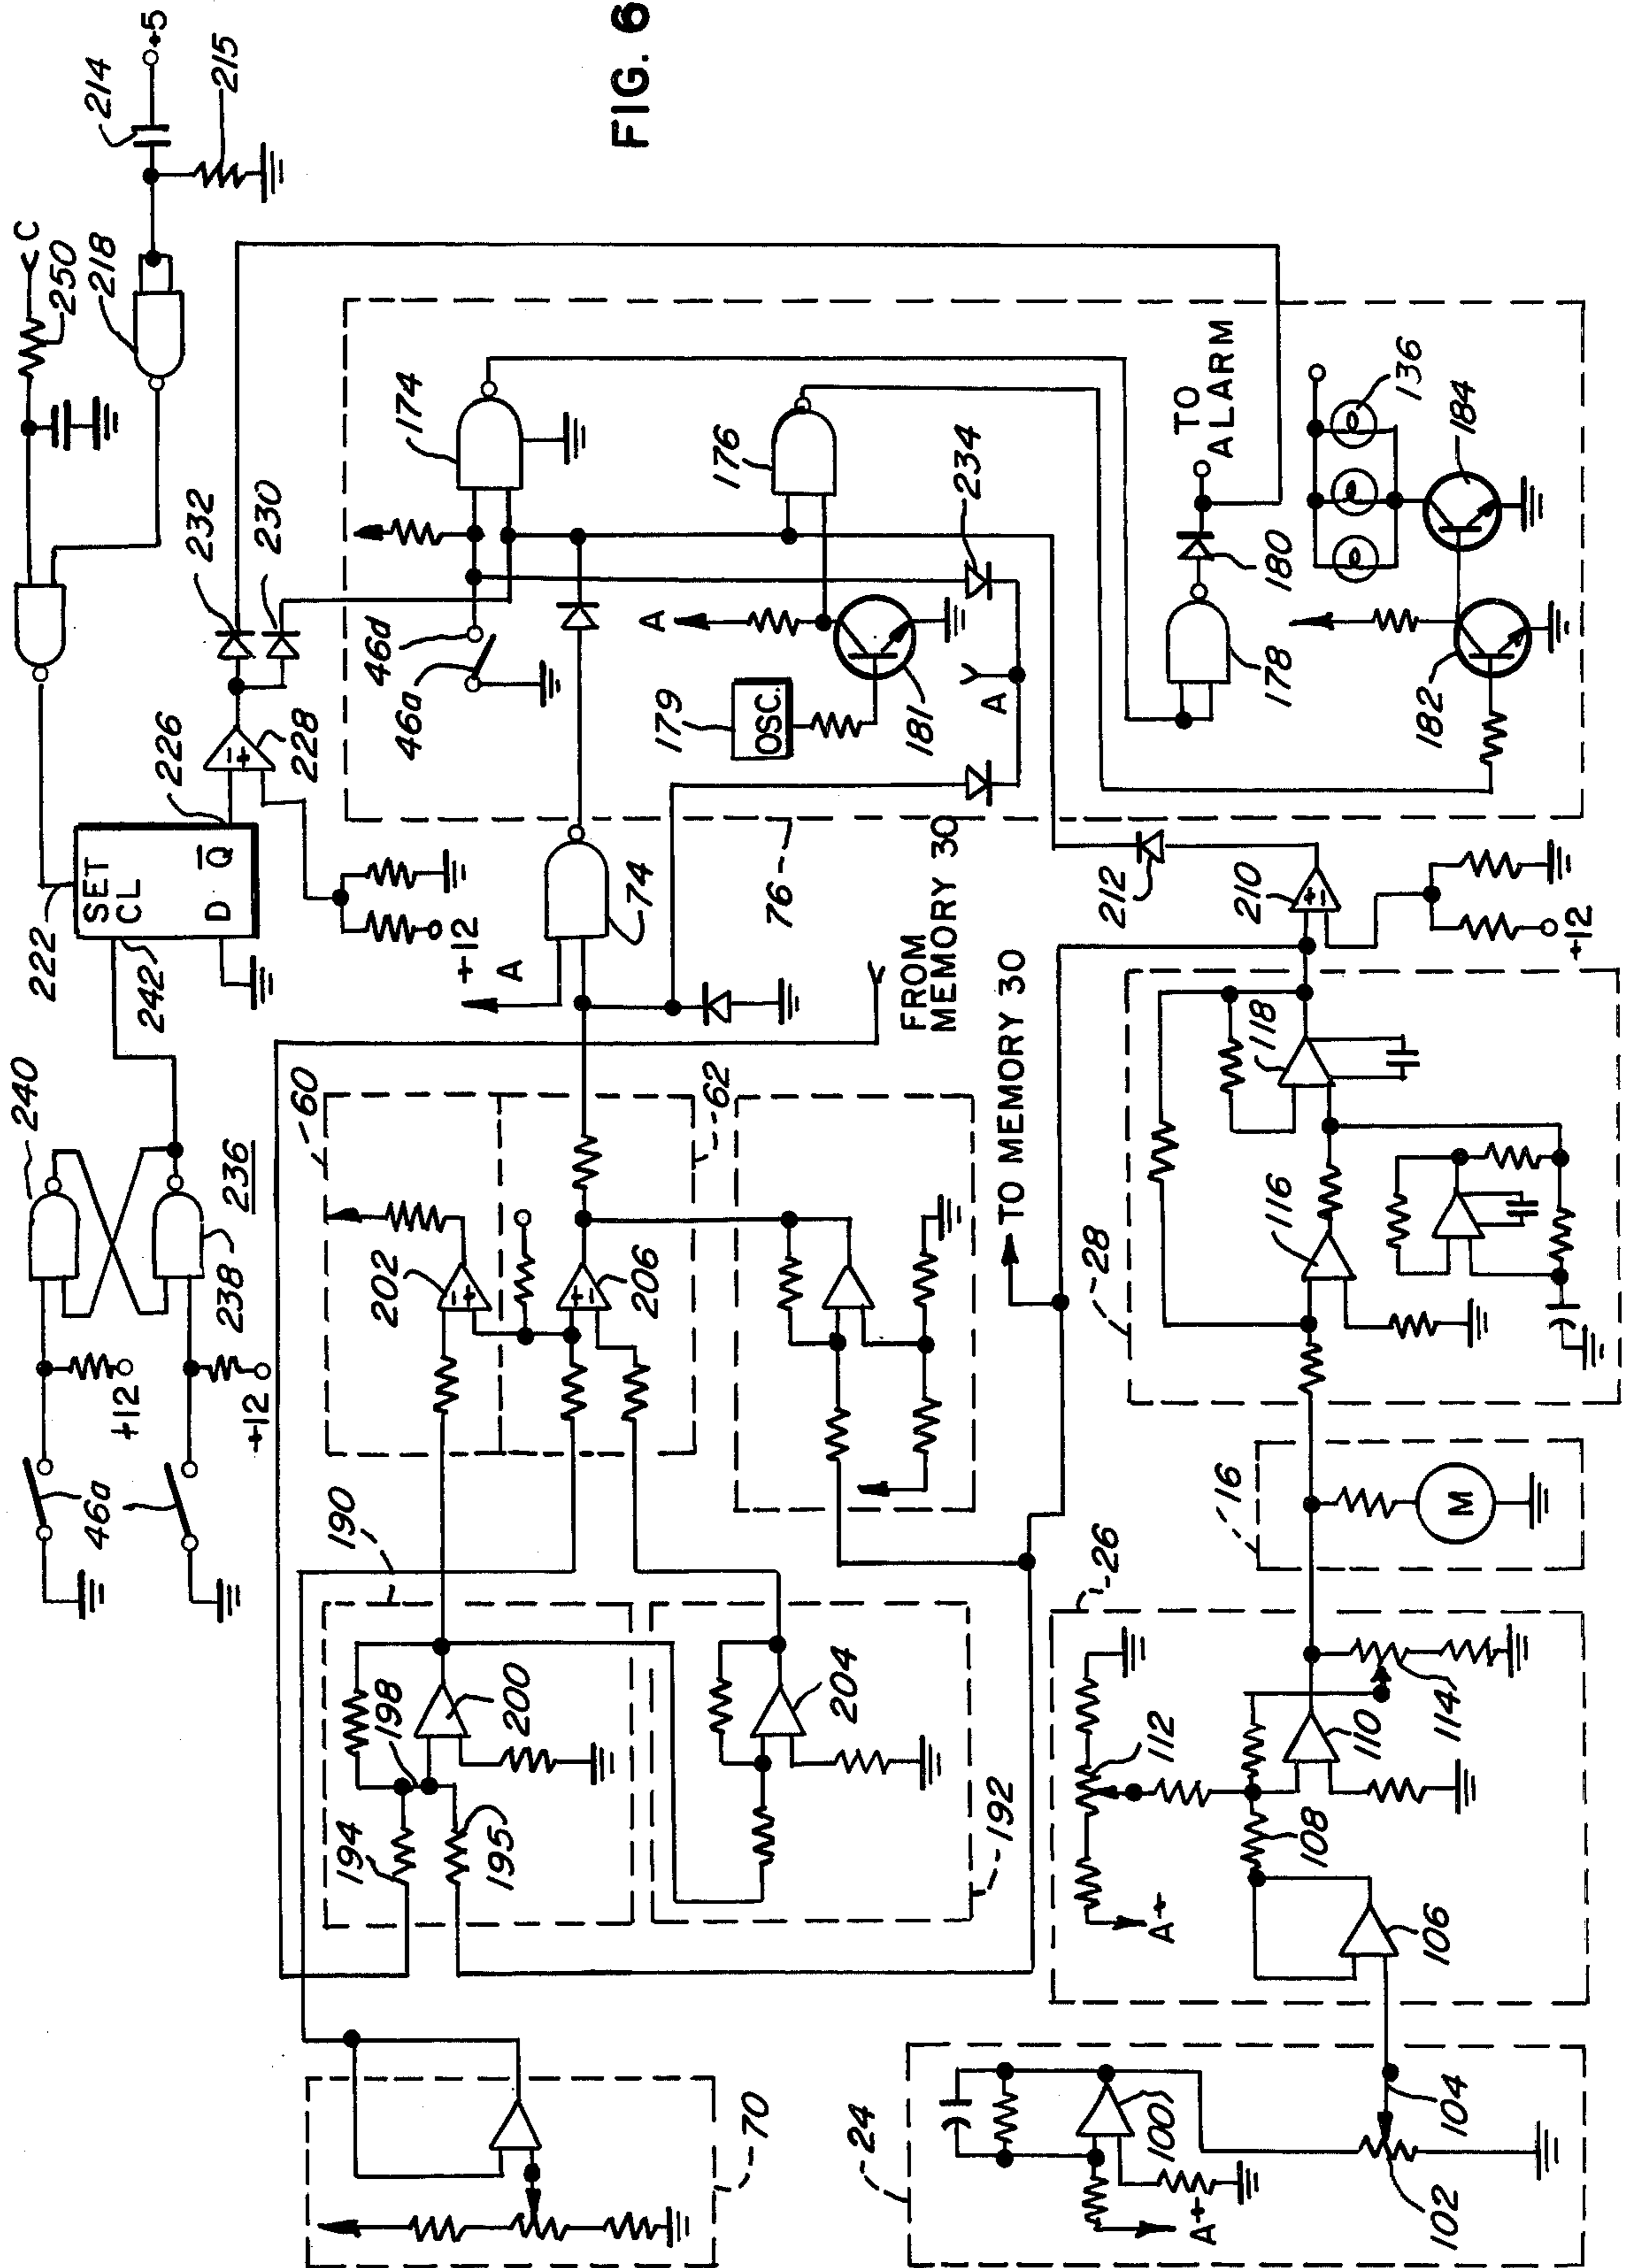 FIG. 6
+5
214
215
C
250
218
232
230
226
228
222
SET
CL
D
Q̅
242
240
236
238
46a
+12
+12
+12
A
74
60
62
202
206
190
198
194
195
200
204
192
70
76
174
176
46d
46a
179
OSC.
A
181
A
234
TO
ALARM
180
178
136
184
182
FROM
MEMORY 30
TO MEMORY 30
212
210
+12
28
118
116
16
M
26
112
110
114
108
106
A+
24
100
104
102
A+